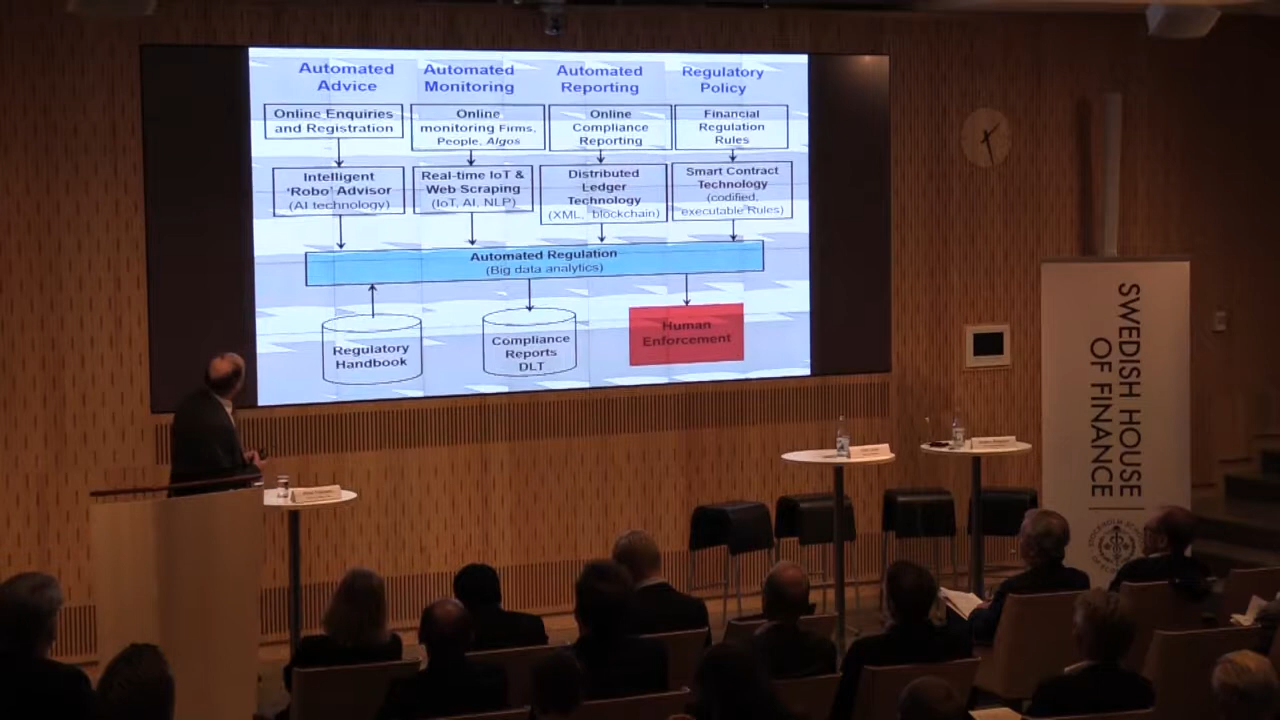 Automated
Advice
Automated
Monitoring
Automated
Reporting
Regulatory
Policy
Online Enquiries
and Registration
Online
monitoring Firms,
People, Algos
Online
Compliance
Reporting
Financial
Regulation
Rules
Intelligent
‘Robo’ Advisor
(AI technology)
Real-time IoT &
Web Scraping
(IoT, AI, NLP)
Distributed
Ledger
Technology
(XML, blockchain)
Smart Contract
Technology
(codified,
executable Rules)
Automated Regulation
(Big data analytics)
Regulatory
Handbook
Compliance
Reports
DLT
Human
Enforcement
SWEDISH HOUSE
OF FINANCE